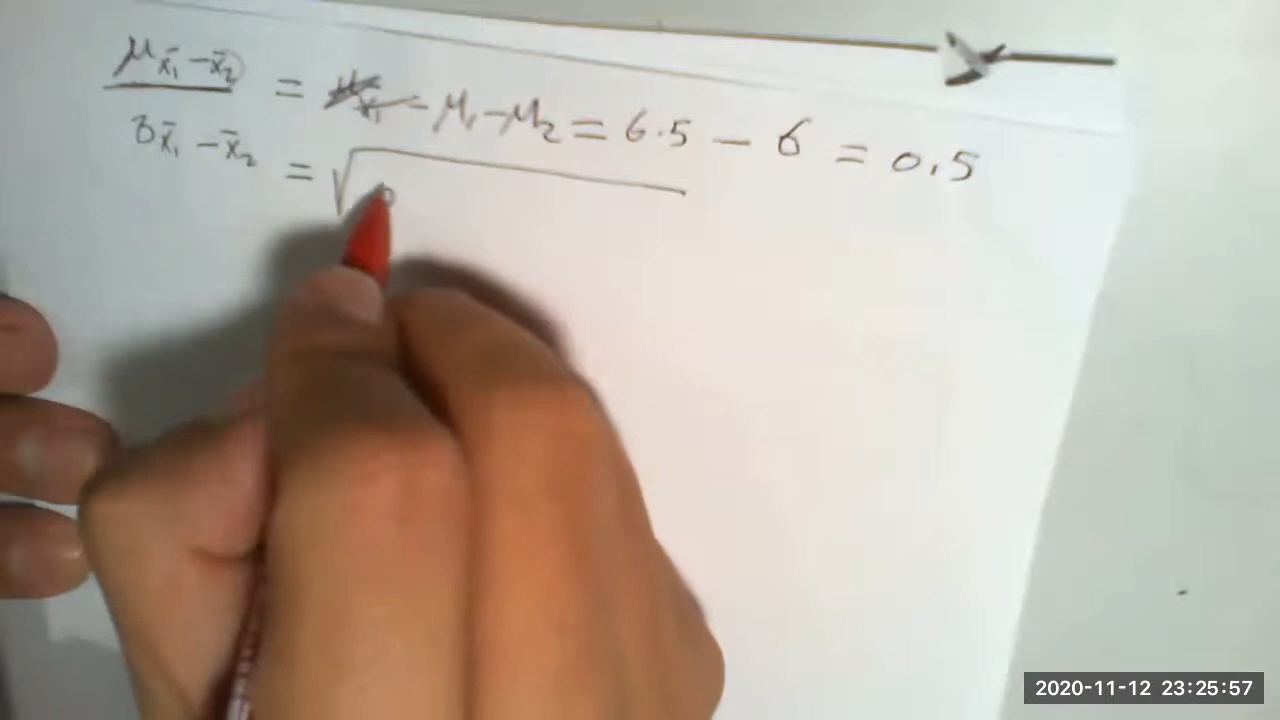 μx̄₁ - x̄₂ = - μ₁ - μ₂ = 6.5 - 6 = 0.5
σx̄₁ - x̄₂ = √
2020-11-12 23:25:57